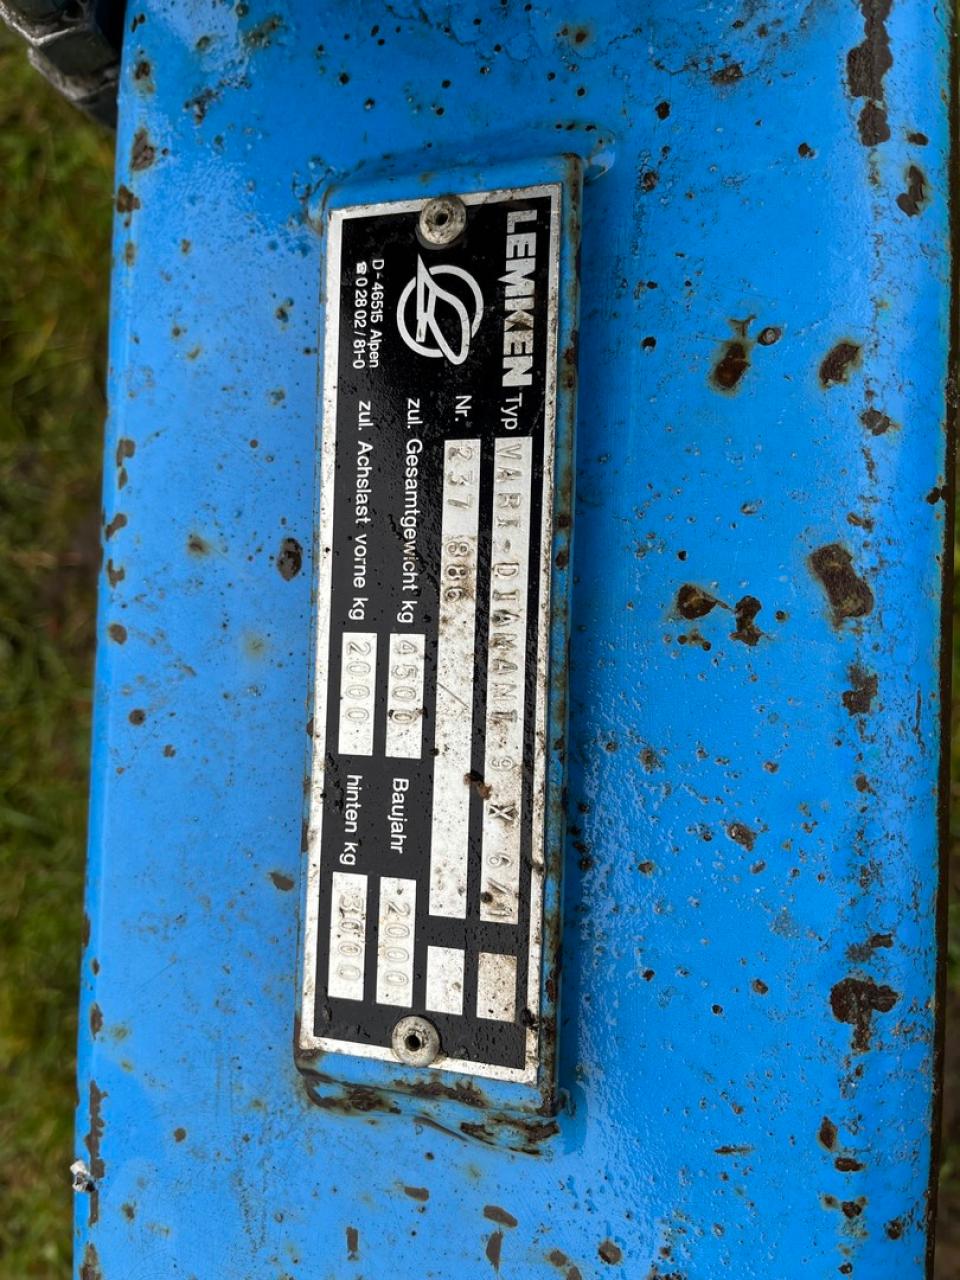 LEMKEN Typ VARI-DIAMANT-9 X 6/1
Nr. 237 886 /
zul. Gesamtgewicht kg 4500 Baujahr 2000
zul. Achslast vorne kg 2000 hinten kg 3000
D-46515 Alpen
☎ 0 28 02 / 81-0